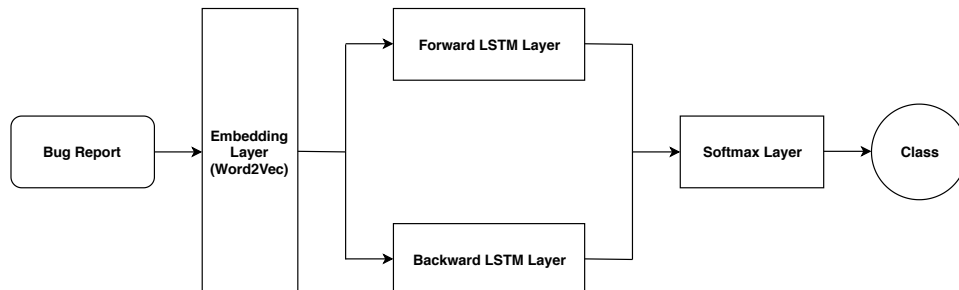 Bug Report
Embedding
Layer
(Word2Vec)
Forward LSTM Layer
Backward LSTM Layer
Softmax Layer
Class